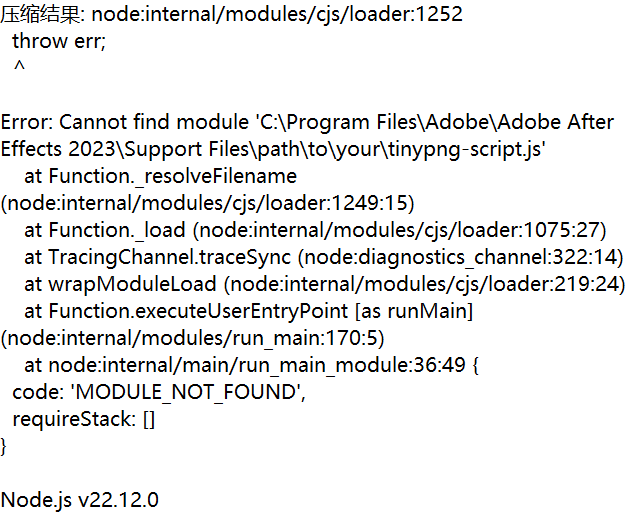 压缩结果: node:internal/modules/cjs/loader:1252
throw err;
^
Error: Cannot find module 'C:\Program Files\Adobe\Adobe After
Effects 2023\Support Files\path\to\your\tinypng-script.js'
at Function._resolveFilename
(node:internal/modules/cjs/loader:1249:15)
at Function._load (node:internal/modules/cjs/loader:1075:27)
at TracingChannel.traceSync (node:diagnostics_channel:322:14)
at wrapModuleLoad (node:internal/modules/cjs/loader:219:24)
at Function.executeUserEntryPoint [as runMain]
(node:internal/modules/run_main:170:5)
at node:internal/main/run_main_module:36:49 {
code: 'MODULE_NOT_FOUND',
requireStack: []
}
Node.js v22.12.0